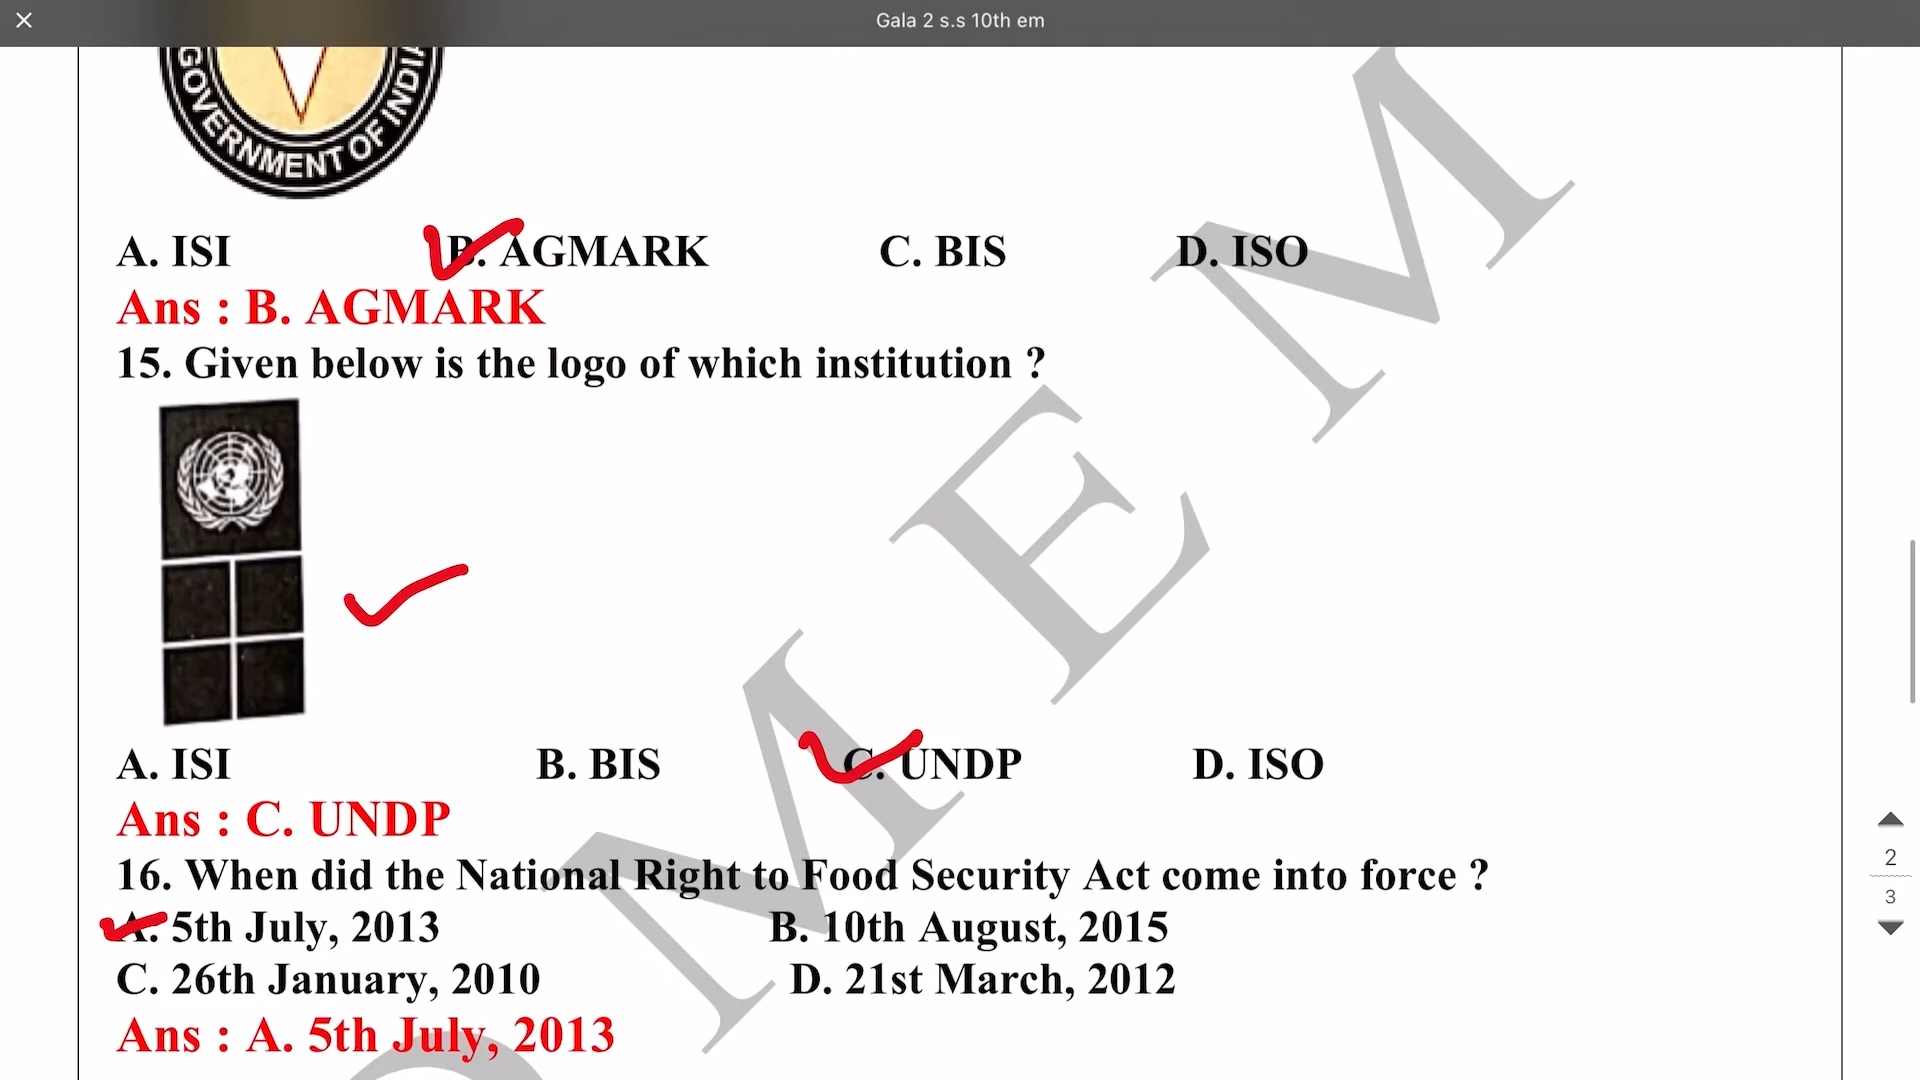 Gala 2 s.s 10th em
GOVERNMENT OF INDIA
A. ISI B. AGMARK C. BIS D. ISO
Ans : B. AGMARK
15. Given below is the logo of which institution ?
A. ISI B. BIS C. UNDP D. ISO
Ans : C. UNDP
16. When did the National Right to Food Security Act come into force ?
A. 5th July, 2013 B. 10th August, 2015
C. 26th January, 2010 D. 21st March, 2012
Ans : A. 5th July, 2013
2
3